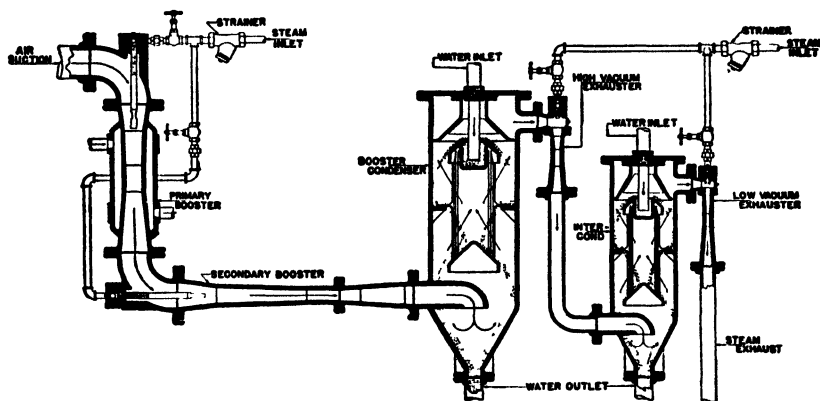 AIR
SUCTION
STRAINER
STEAM
INLET
WATER INLET
HIGH VACUUM
EXHAUSTER
STRAINER
STEAM
INLET
WATER INLET
BOOSTER
CONDENSER
PRIMARY
BOOSTER
LOW VACUUM
EXHAUSTER
INTER-
COND
SECONDARY BOOSTER
STEAM
EXHAUST
WATER OUTLET